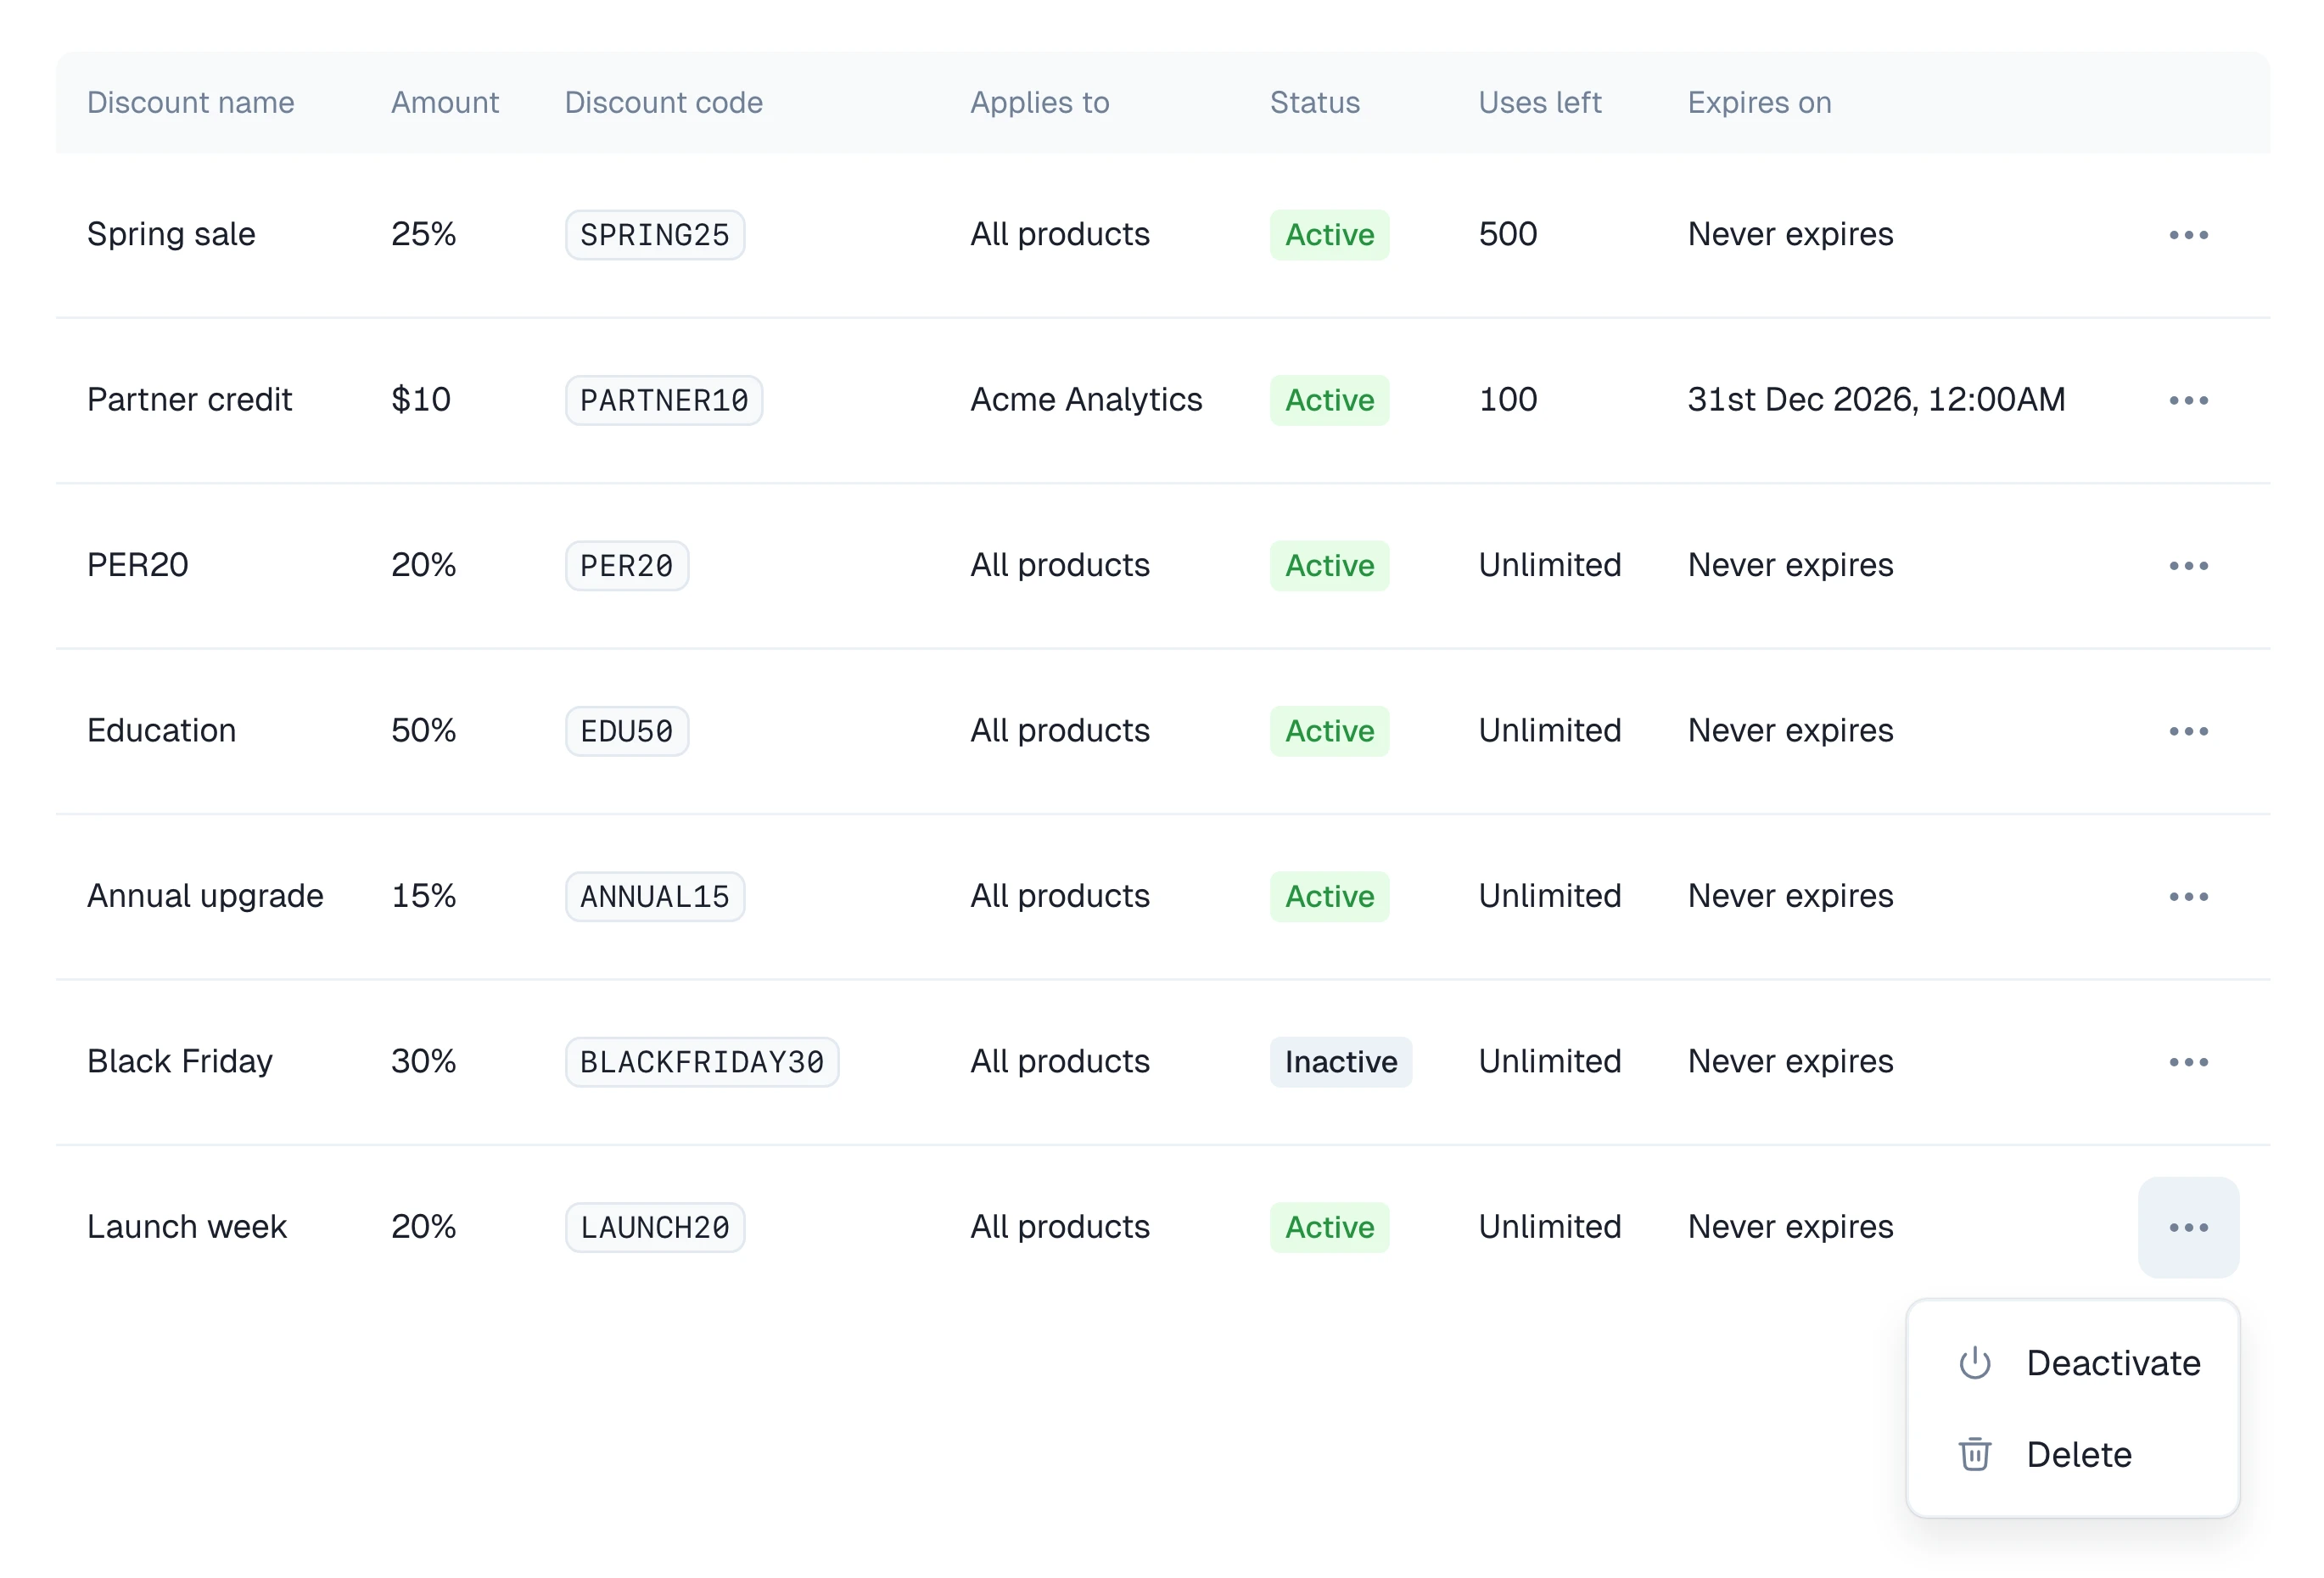 Discount name Amount Discount code Applies to Status Uses left Expires on
Spring sale 25% SPRING25 All products Active 500 Never expires
Partner credit $10 PARTNER10 Acme Analytics Active 100 31st Dec 2026, 12:00AM
PER20 20% PER20 All products Active Unlimited Never expires
Education 50% EDU50 All products Active Unlimited Never expires
Annual upgrade 15% ANNUAL15 All products Active Unlimited Never expires
Black Friday 30% BLACKFRIDAY30 All products Inactive Unlimited Never expires
Launch week 20% LAUNCH20 All products Active Unlimited Never expires
Deactivate
Delete